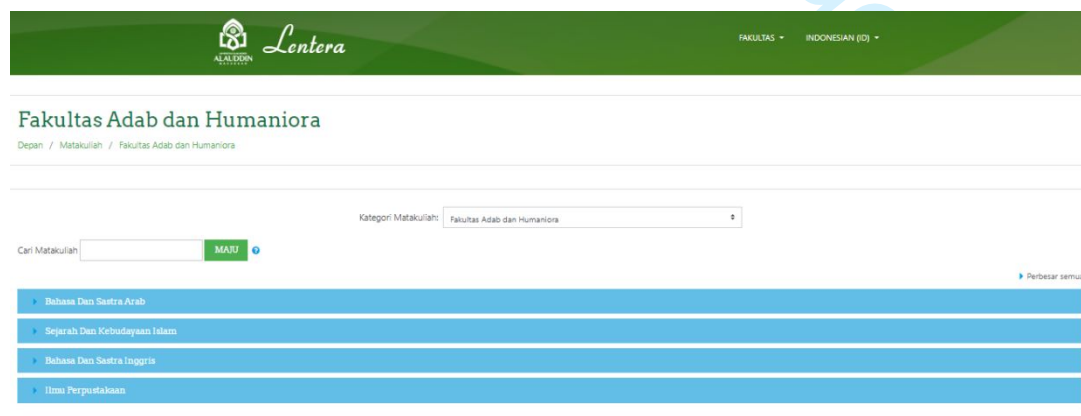 ALAUDDIN
Lentera
FAKULTAS
INDONESIAN (ID)
Fakultas Adab dan Humaniora
Depan / Matakuliah / Fakultas Adab dan Humaniora
Kategori Matakuliah: Fakultas Adab dan Humaniora
Cari Matakuliah MAJU
Perbesar semua
Bahasa Dan Sastra Arab
Sejarah Dan Kebudayaan Islam
Bahasa Dan Sastra Inggris
Ilmu Perpustakaan